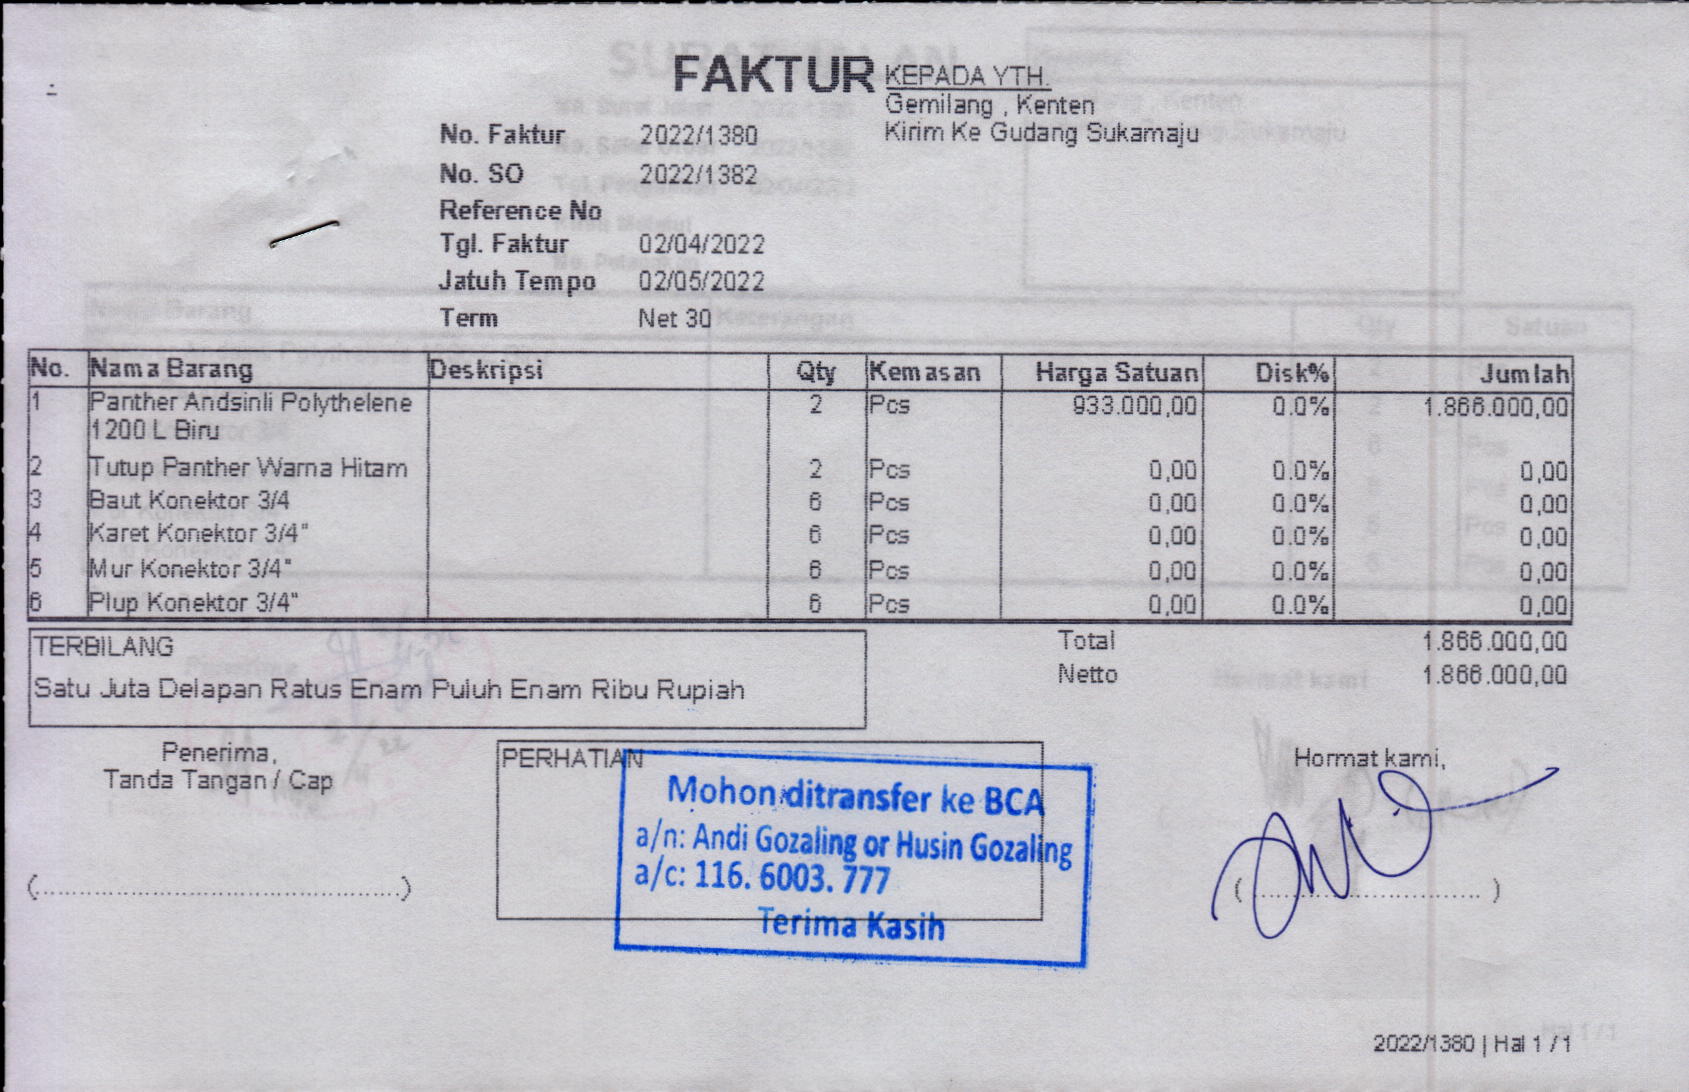 FAKTUR
KEPADA YTH.
Gemilang , Kenten
Kirim Ke Gudang Sukamaju
No. Faktur 2022/1380
No. SO 2022/1382
Reference No
Tgl. Faktur 02/04/2022
Jatuh Tempo 02/05/2022
Term Net 30
No. Nama Barang Deskripsi Qty Kemasan Harga Satuan Disk% Jumlah
1 Panther Andsinli Polythelene 2 Pcs 933.000,00 0.0% 1.866.000,00
1200 L Biru
2 Tutup Panther Warna Hitam 2 Pcs 0,00 0.0% 0,00
3 Baut Konektor 3/4 6 Pcs 0,00 0.0% 0,00
4 Karet Konektor 3/4" 6 Pcs 0,00 0.0% 0,00
5 Mur Konektor 3/4" 6 Pcs 0,00 0.0% 0,00
6 Plup Konektor 3/4" 6 Pcs 0,00 0.0% 0,00
TERBILANG
Satu Juta Delapan Ratus Enam Puluh Enam Ribu Rupiah
Total 1.866.000,00
Netto 1.866.000,00
Penerima,
Tanda Tangan / Cap
(.............................................)
PERHATIAN
Mohon ditransfer ke BCA
a/n: Andi Gozaling or Husin Gozaling
a/c: 116. 6003. 777
Terima Kasih
Hormat kami,
(.............................)
2022/1380 | Hal 1 / 1